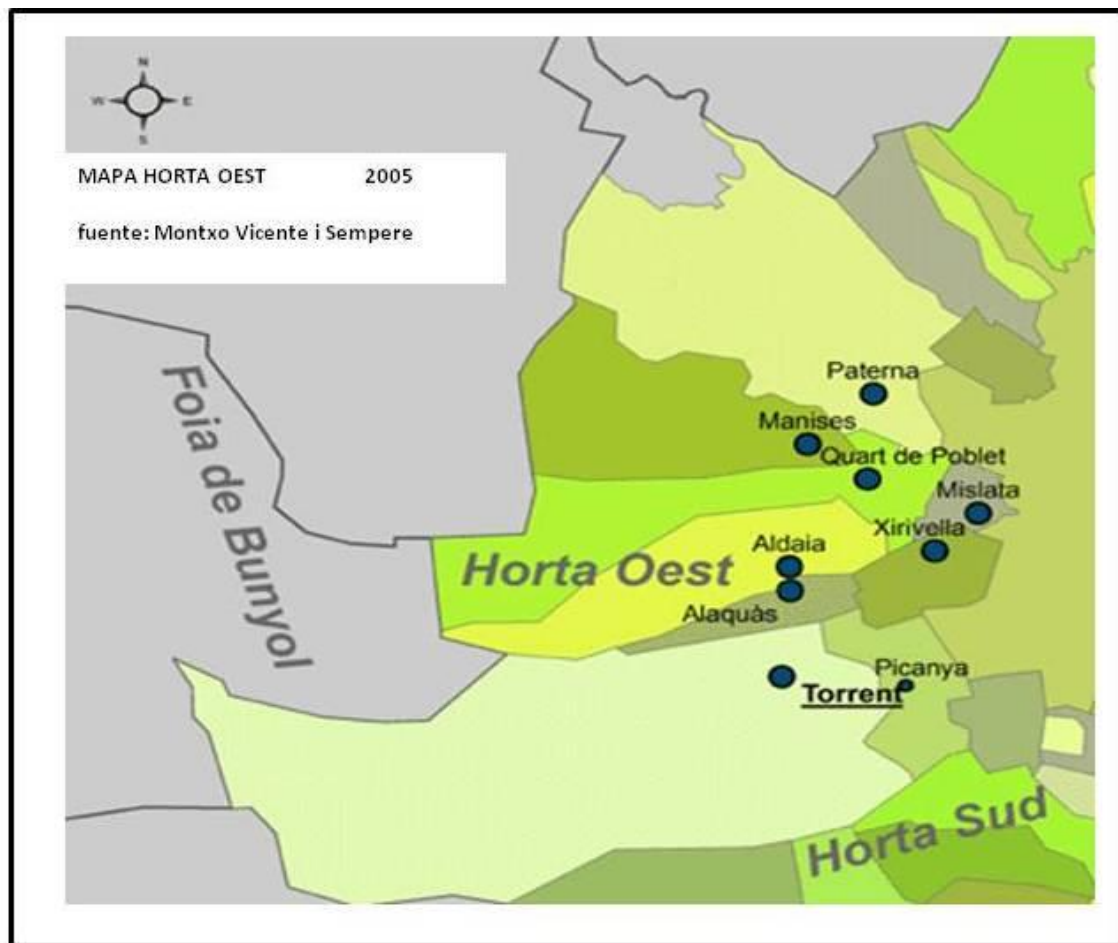 N
W E
S
MAPA HORTA OEST 2005
fuente: Montxo Vicente i Sempere
Foia de Bunyol
Paterna
Manises
Quart de Poblet
Mislata
Xirivella
Aldaia
Horta Oest
Alaquàs
Picanya
Torrent
Horta Sud